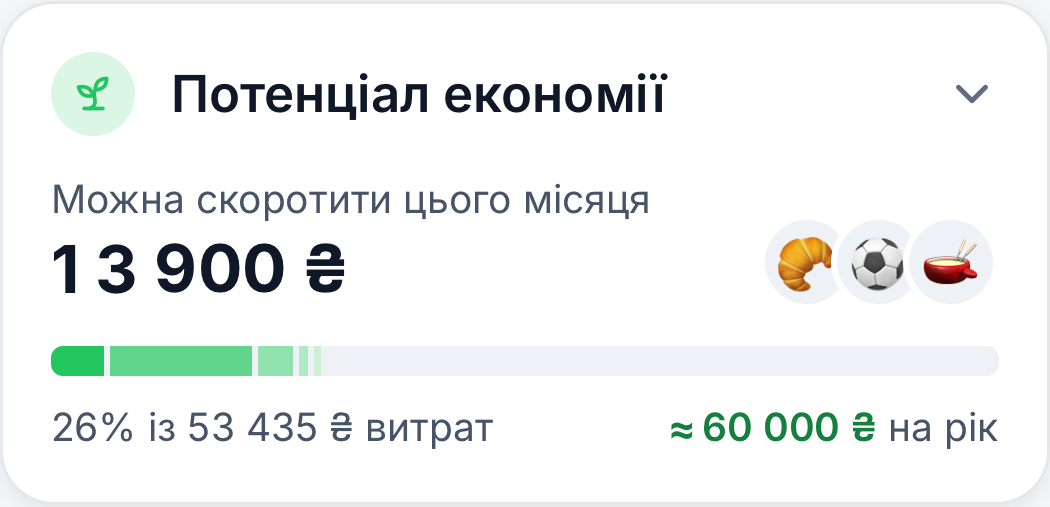 Потенціал економії
Можна скоротити цього місяця
13 900 ₴
26% із 53 435 ₴ витрат
≈ 60 000 ₴ на рік